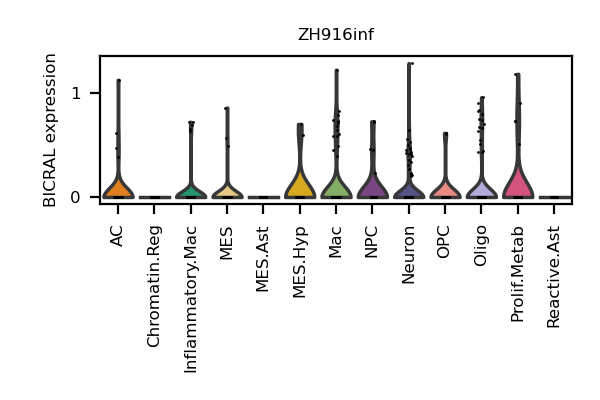 ZH916inf
BICRAL expression
1
0
AC
Chromatin.Reg
Inflammatory.Mac
MES
MES.Ast
MES.Hyp
Mac
NPC
Neuron
OPC
Oligo
Prolif.Metab
Reactive.Ast